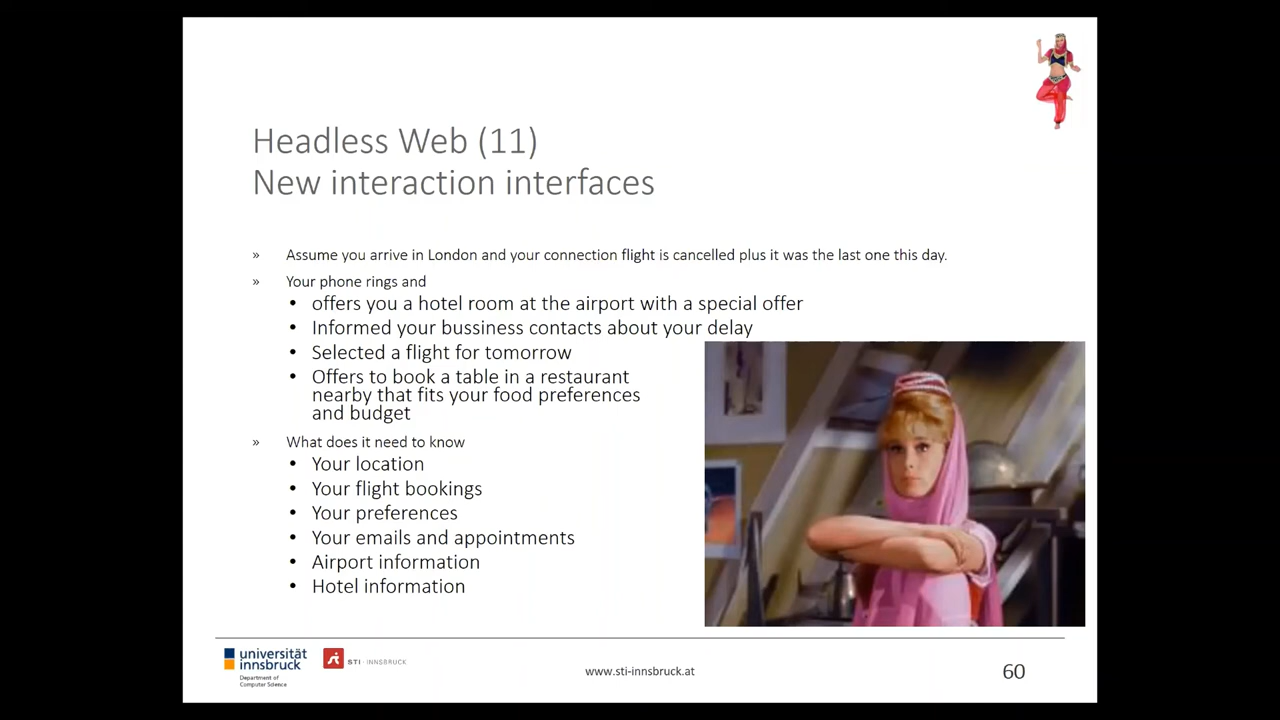 Headless Web (11)
New interaction interfaces
» Assume you arrive in London and your connection flight is cancelled plus it was the last one this day.
» Your phone rings and
• offers you a hotel room at the airport with a special offer
• Informed your bussiness contacts about your delay
• Selected a flight for tomorrow
• Offers to book a table in a restaurant
nearby that fits your food preferences
and budget
» What does it need to know
• Your location
• Your flight bookings
• Your preferences
• Your emails and appointments
• Airport information
• Hotel information
universität
innsbruck
Department of
Computer Science
STI · INNSBRUCK
www.sti-innsbruck.at
60